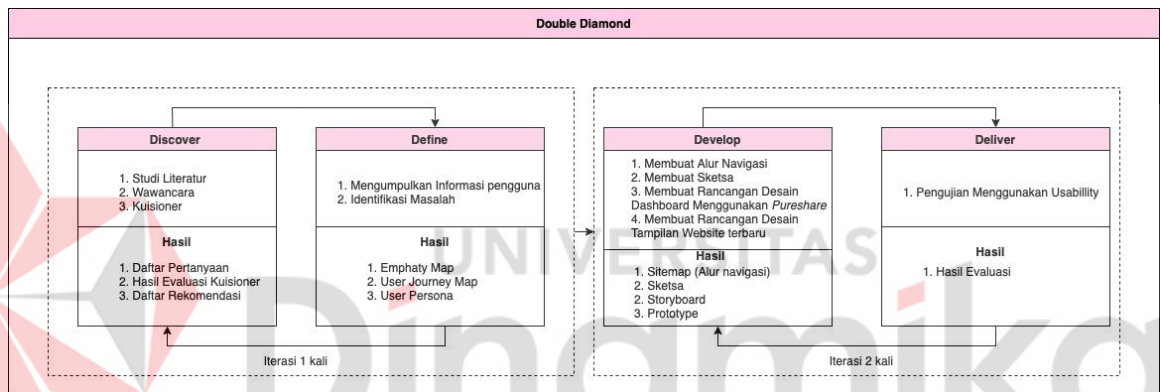 Double Diamond
Discover
1. Studi Literatur
2. Wawancara
3. Kuisioner
Hasil
1. Daftar Pertanyaan
2. Hasil Evaluasi Kuisioner
3. Daftar Rekomendasi
Define
1. Mengumpulkan Informasi pengguna
2. Identifikasi Masalah
Hasil
1. Emphaty Map
2. User Journey Map
3. User Persona
Iterasi 1 kali
Develop
1. Membuat Alur Navigasi
2. Membuat Sketsa
3. Membuat Rancangan Desain
Dashboard Menggunakan Pureshare
4. Membuat Rancangan Desain
Tampilan Website terbaru
Hasil
1. Sitemap (Alur navigasi)
2. Sketsa
2. Storyboard
3. Prototype
Deliver
1. Pengujian Menggunakan Usabillity
Hasil
1. Hasil Evaluasi
Iterasi 2 kali
UNIVERSITAS
Dinamika